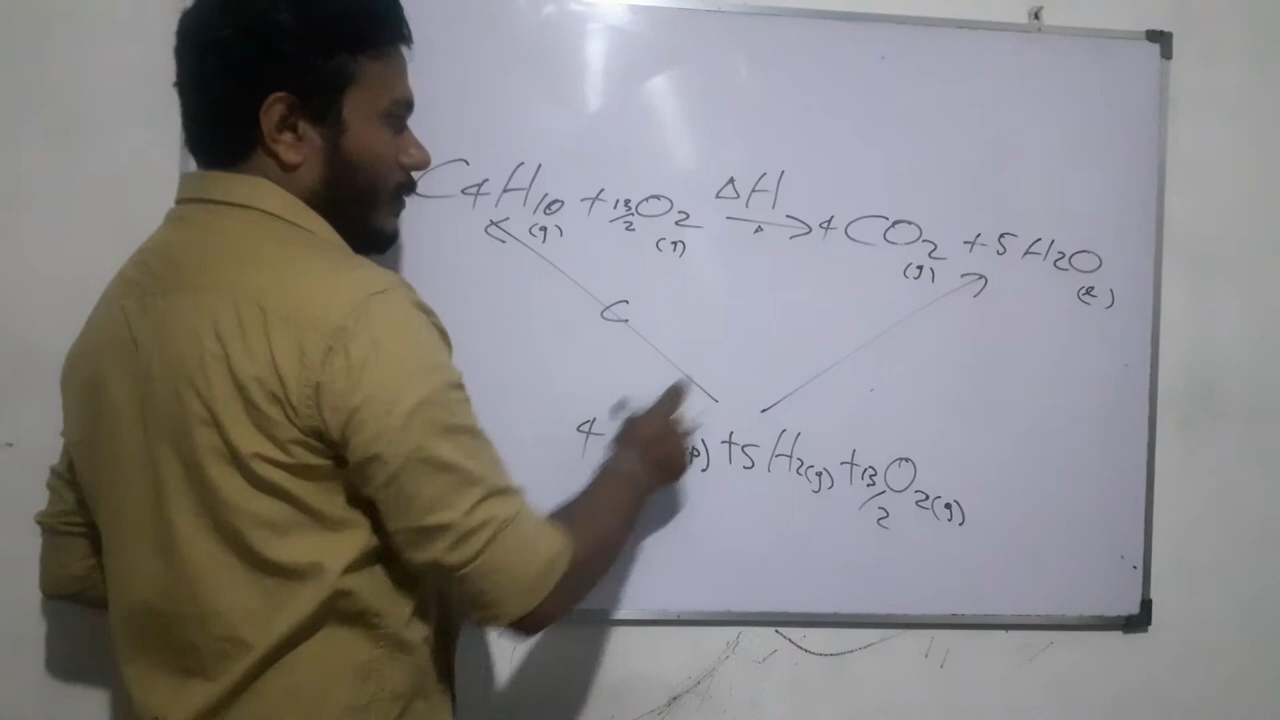 C4H10(g) + 13/2 O2(g) ΔH Δ → 4CO2(g) + 5H2O(l)
C
4 ) + 5H2(g) + 13/2 O2(g)